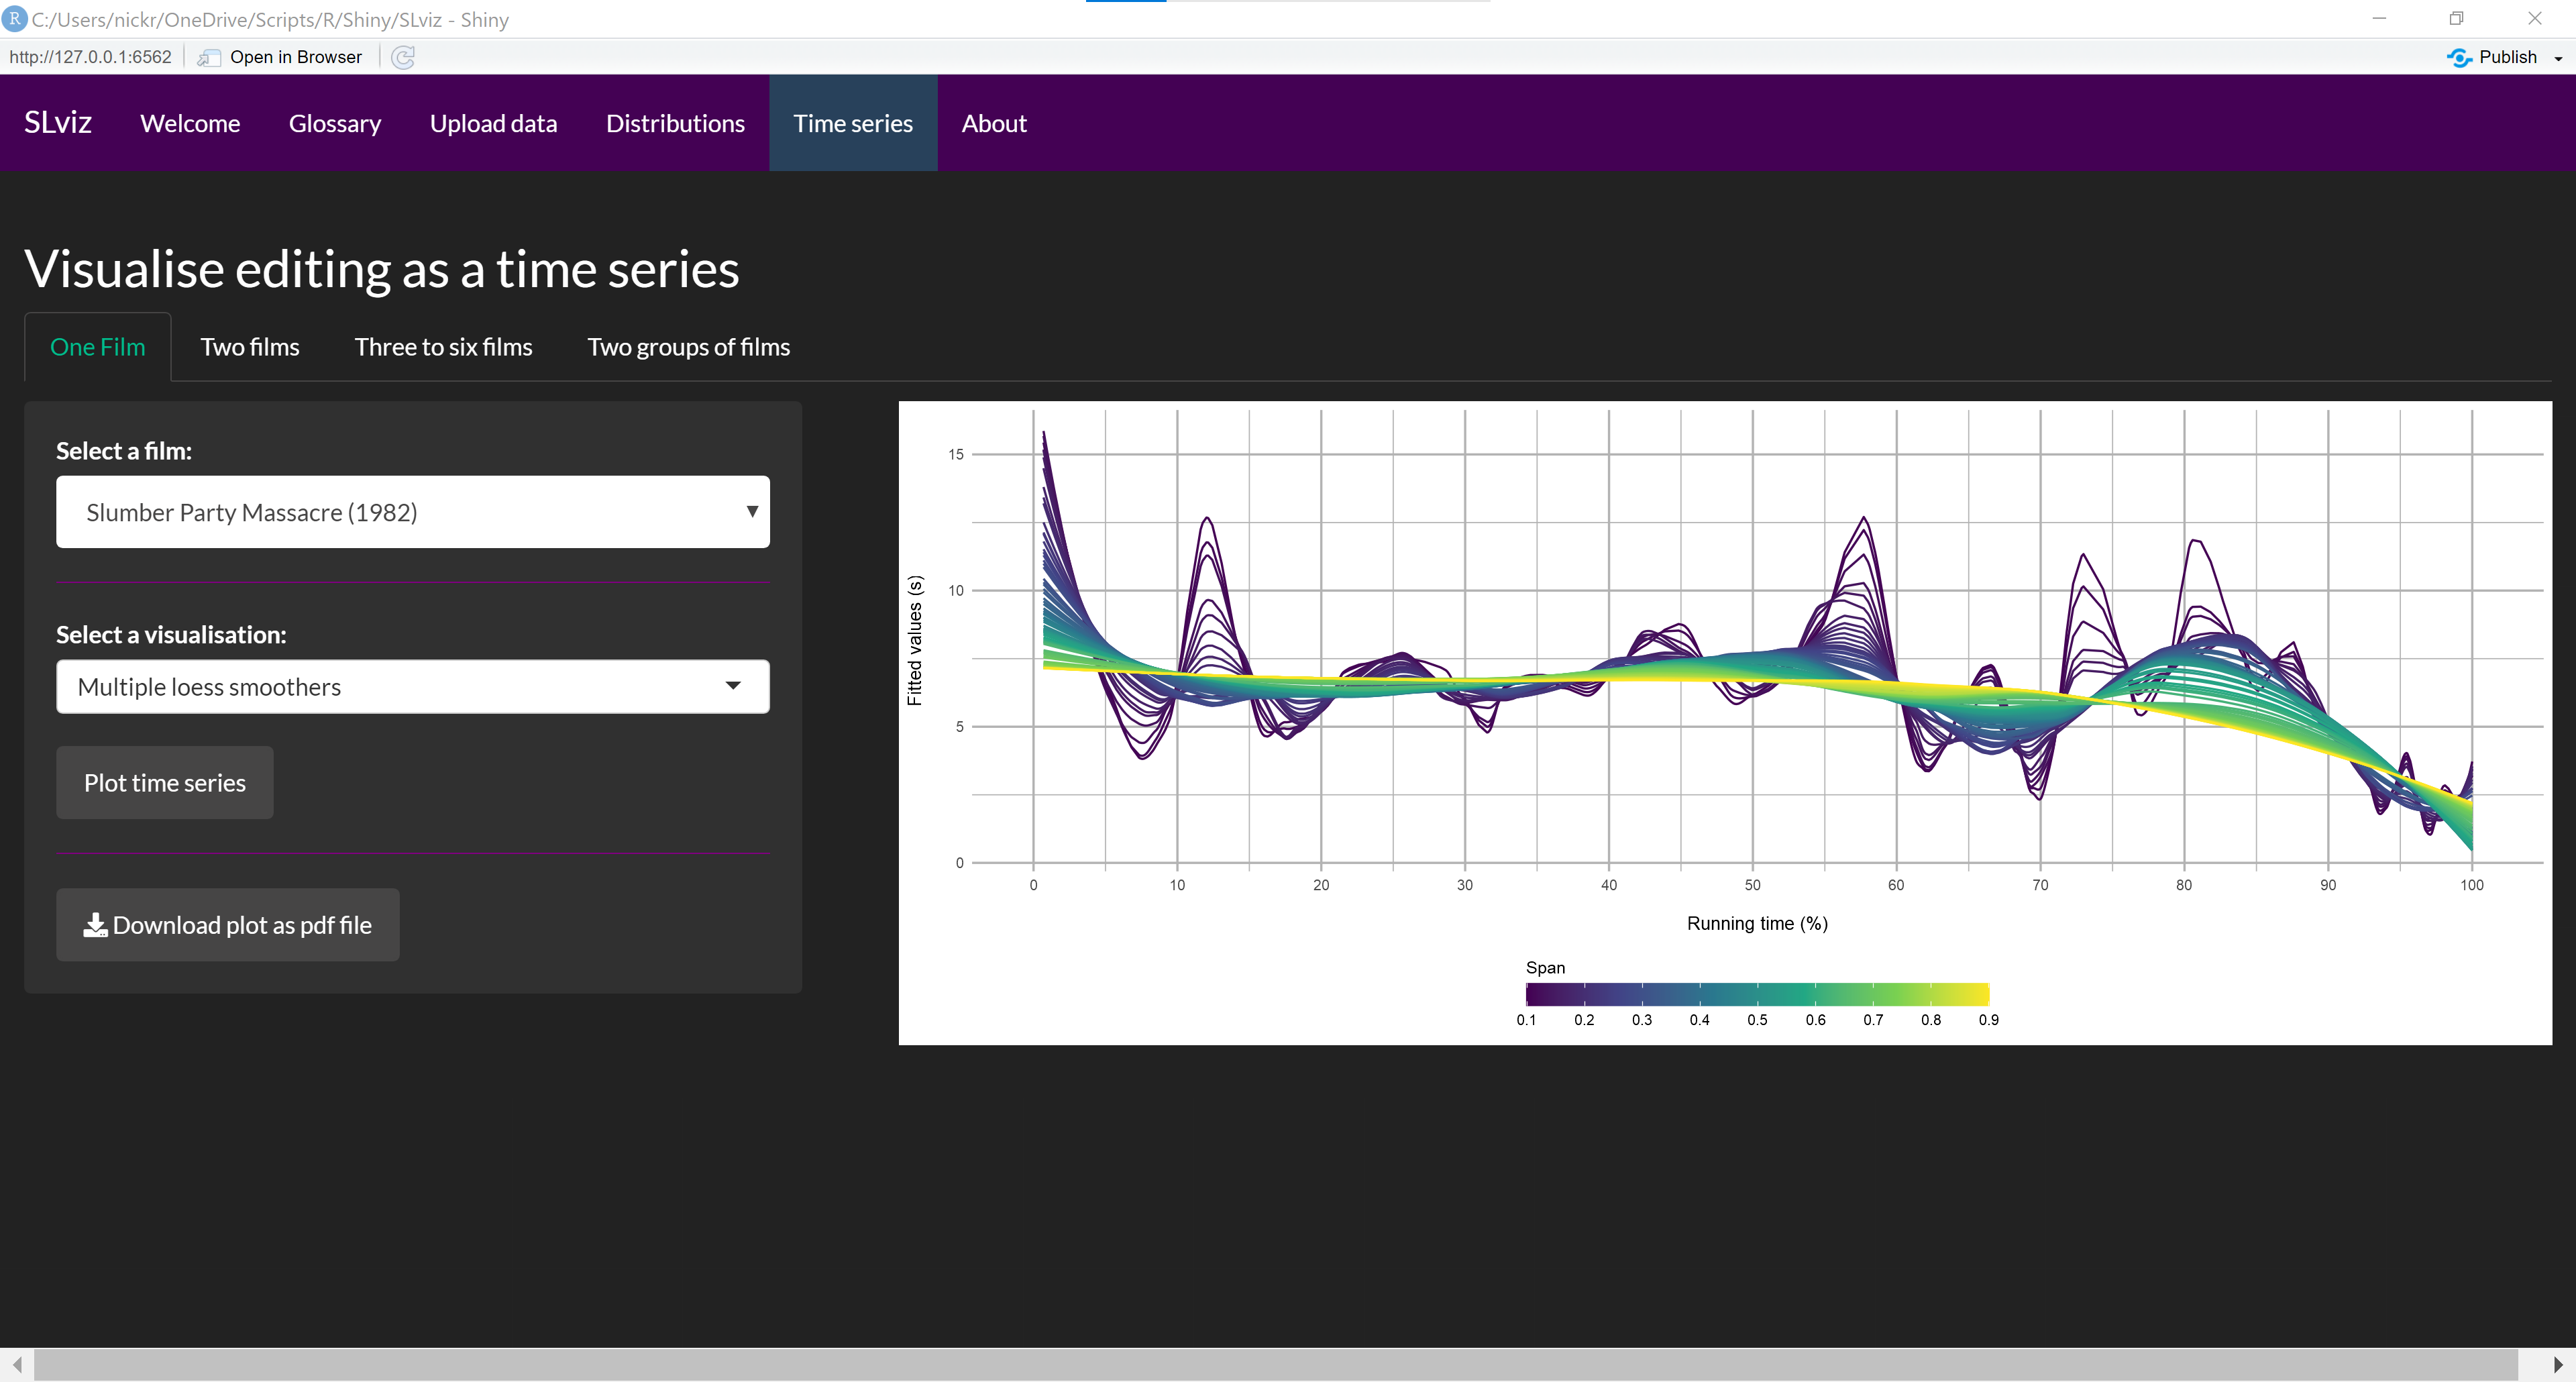 R C:/Users/nickr/OneDrive/Scripts/R/Shiny/SLviz - Shiny
http://127.0.0.1:6562 Open in Browser Publish
SLviz Welcome Glossary Upload data Distributions Time series About
Visualise editing as a time series
One Film Two films Three to six films Two groups of films
Select a film:
Slumber Party Massacre (1982)
Select a visualisation:
Multiple loess smoothers
Plot time series
Download plot as pdf file
Fitted values (s)
15
10
5
0
0 10 20 30 40 50 60 70 80 90 100
Running time (%)
Span
0.1 0.2 0.3 0.4 0.5 0.6 0.7 0.8 0.9